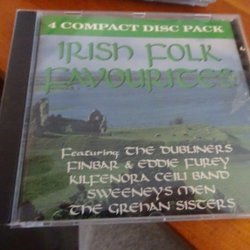 4 COMPACT DISC PACK
IRISH FOLK
FAVOURITES
Featuring THE DUBLINERS
FINBAR & EDDIE FUREY
KILFENORA CEILI BAND
SWEENEYS MEN
THE GREHAN SISTERS